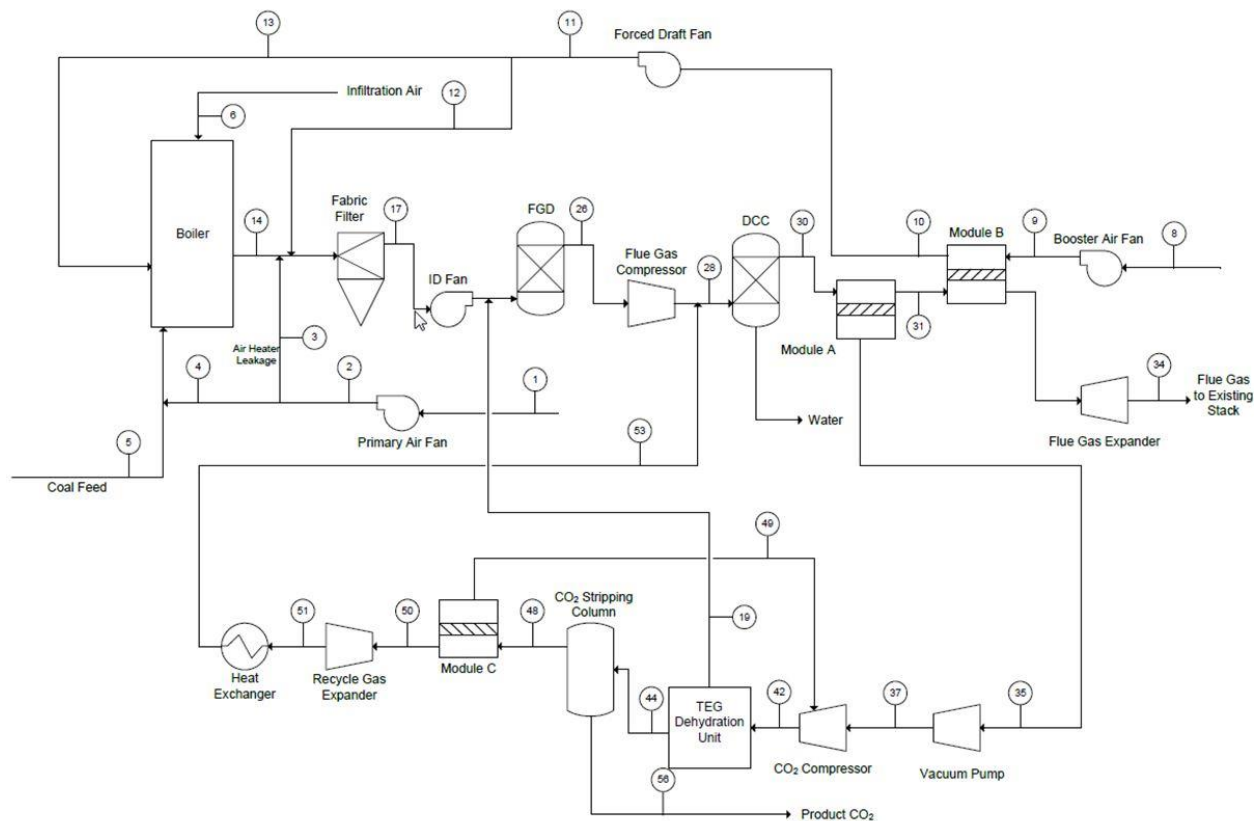 13
11
Forced Draft Fan
Infiltration Air
12
6
Fabric
Filter
17
FGD
26
DCC
30
10
Module B
9
Booster Air Fan
8
14
Boiler
Flue Gas
Compressor
28
ID Fan
31
Module A
3
Air Heater
Leakage
4
2
1
34
Flue Gas
to Existing
Stack
Primary Air Fan
Water
Flue Gas Expander
53
5
Coal Feed
49
CO₂ Stripping
Column
51
50
48
19
Heat
Exchanger
Recycle Gas
Expander
Module C
44
TEG
Dehydration
Unit
42
37
35
CO₂ Compressor
Vacuum Pump
56
Product CO₂